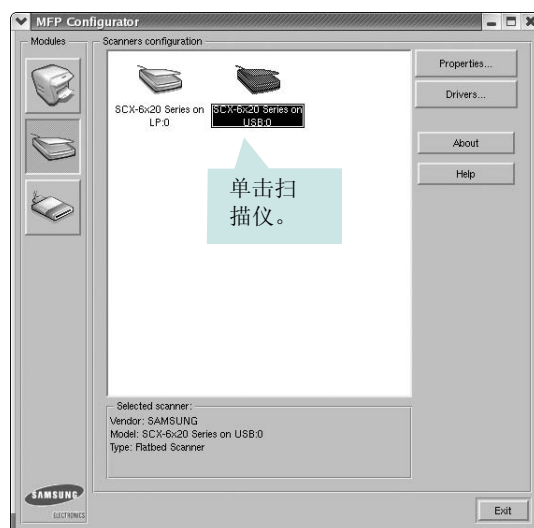 MFP Configurator
Modules
Scanners configuration
SCX-6x20 Series on
LP:0
SCX-6x20 Series on
USB:0
单击扫
描仪。
Properties...
Drivers...
About
Help
Selected scanner:
Vendor: SAMSUNG
Model: SCX-6x20 Series on USB:0
Type: Flatbed Scanner
SAMSUNG
ELECTRONICS
Exit